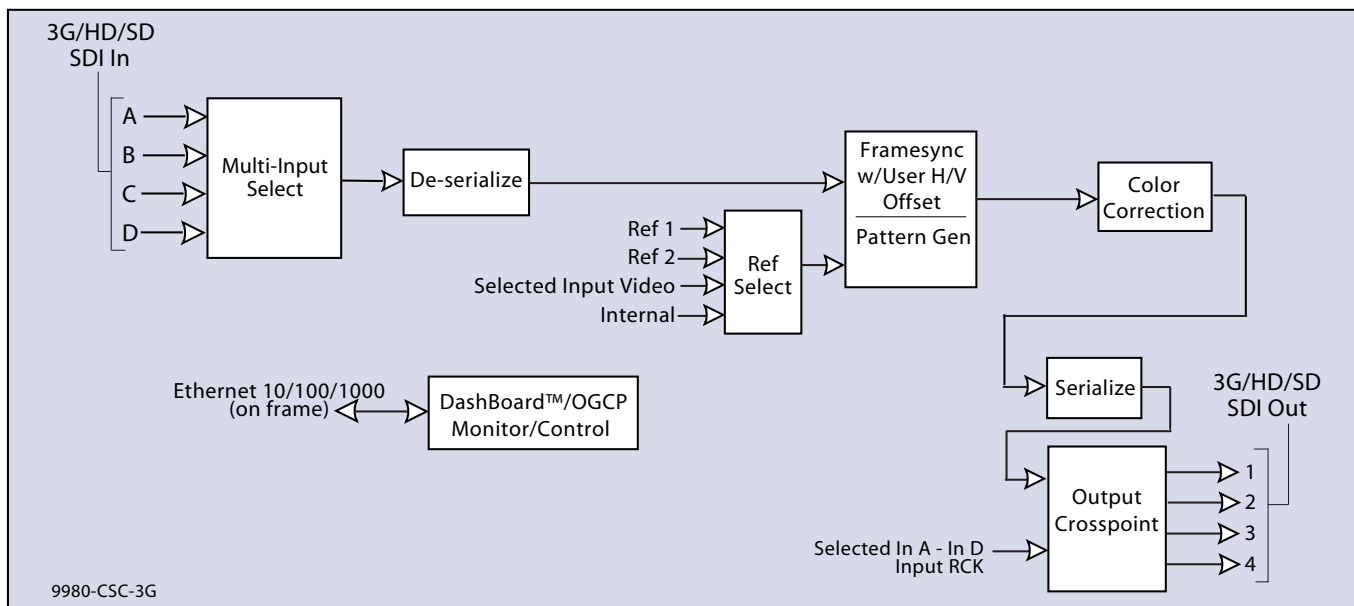 3G/HD/SD
SDI In
A
B
C
D
Multi-Input
Select
De-serialize
Ref 1
Ref 2
Selected Input Video
Internal
Ref
Select
Framesync
w/User H/V
Offset
Pattern Gen
Color
Correction
Ethernet 10/100/1000
(on frame)
DashBoard™/OGCP
Monitor/Control
Serialize
3G/HD/SD
SDI Out
Selected In A - In D
Input RCK
Output
Crosspoint
1
2
3
4
9980-CSC-3G